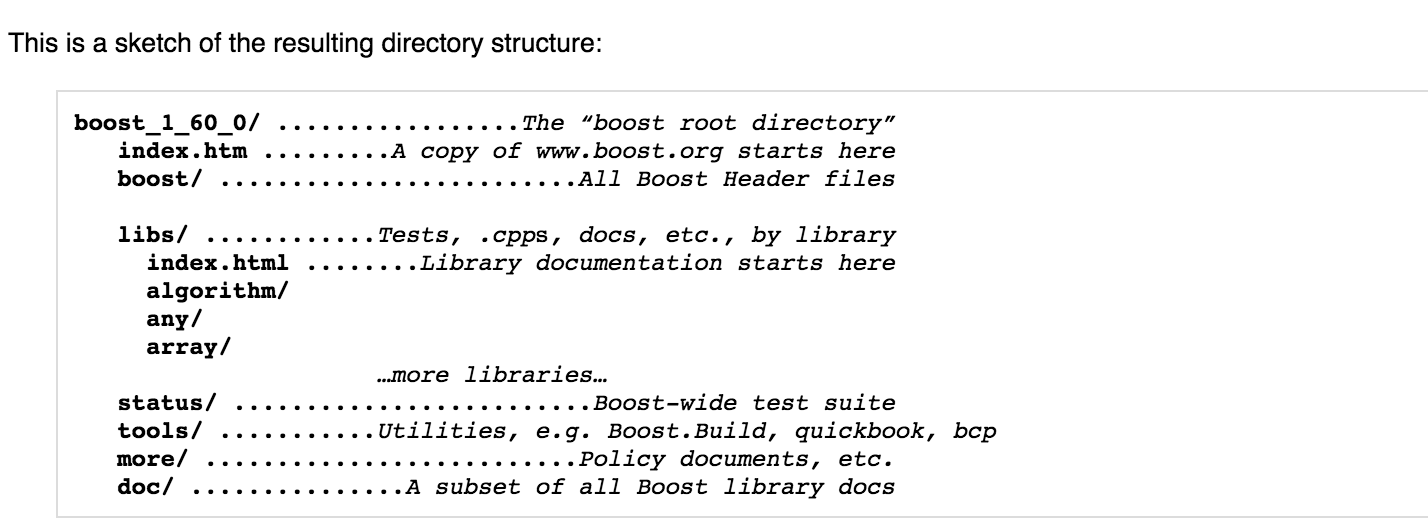 This is a sketch of the resulting directory structure:
boost_1_60_0/ .................The “boost root directory”
index.htm .........A copy of www.boost.org starts here
boost/ .........................All Boost Header files
libs/ ............Tests, .cpps, docs, etc., by library
index.html ........Library documentation starts here
algorithm/
any/
array/
…more libraries…
status/ .........................Boost-wide test suite
tools/ ...........Utilities, e.g. Boost.Build, quickbook, bcp
more/ ..........................Policy documents, etc.
doc/ ...............A subset of all Boost library docs